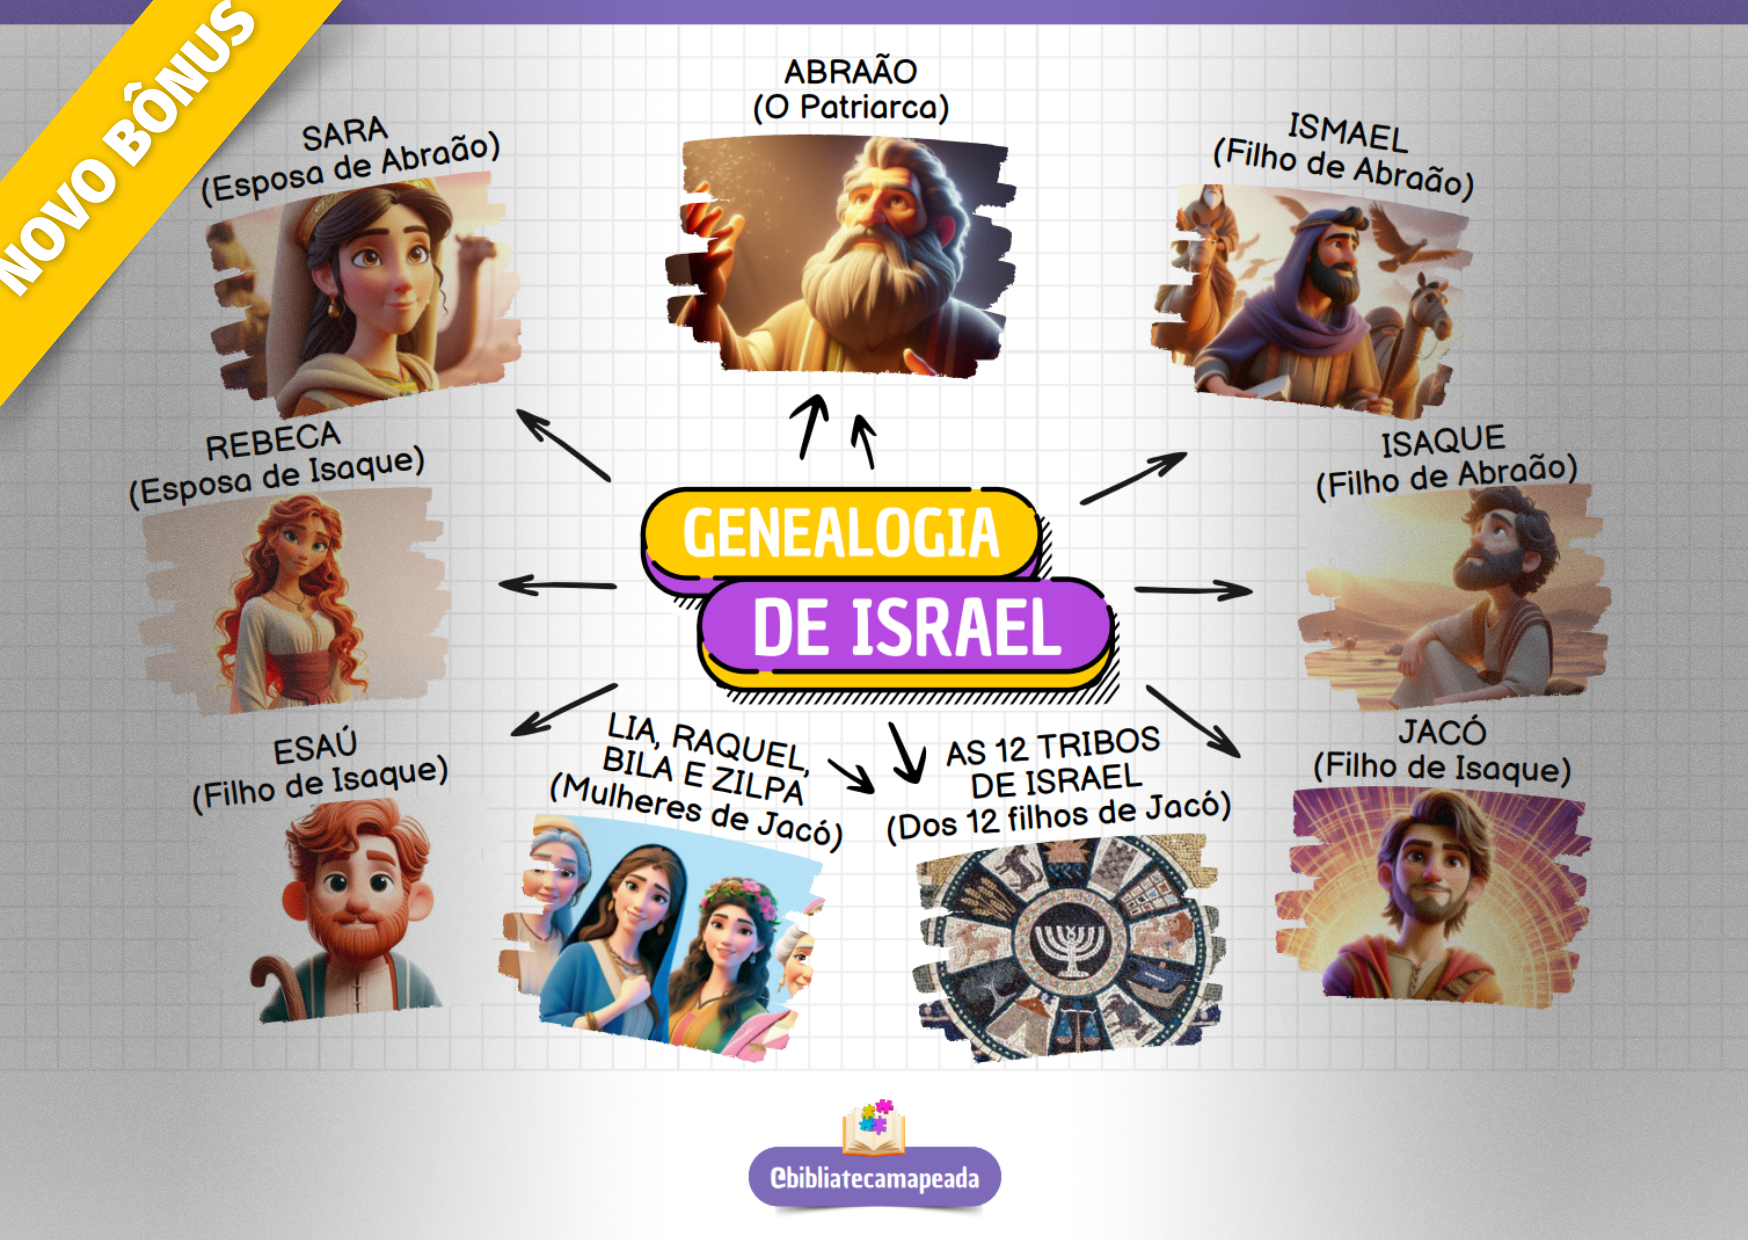 NOVO BÔNUS
ABRAÃO
(O Patriarca)
SARA
(Esposa de Abraão)
ISMAEL
(Filho de Abraão)
REBECA
(Esposa de Isaque)
ISAQUE
(Filho de Abraão)
GENEALOGIA
DE ISRAEL
ESAÚ
(Filho de Isaque)
LIA, RAQUEL,
BILA E ZILPA
(Mulheres de Jacó)
AS 12 TRIBOS
DE ISRAEL
(Dos 12 filhos de Jacó)
JACÓ
(Filho de Isaque)
@bibliatecamapeada